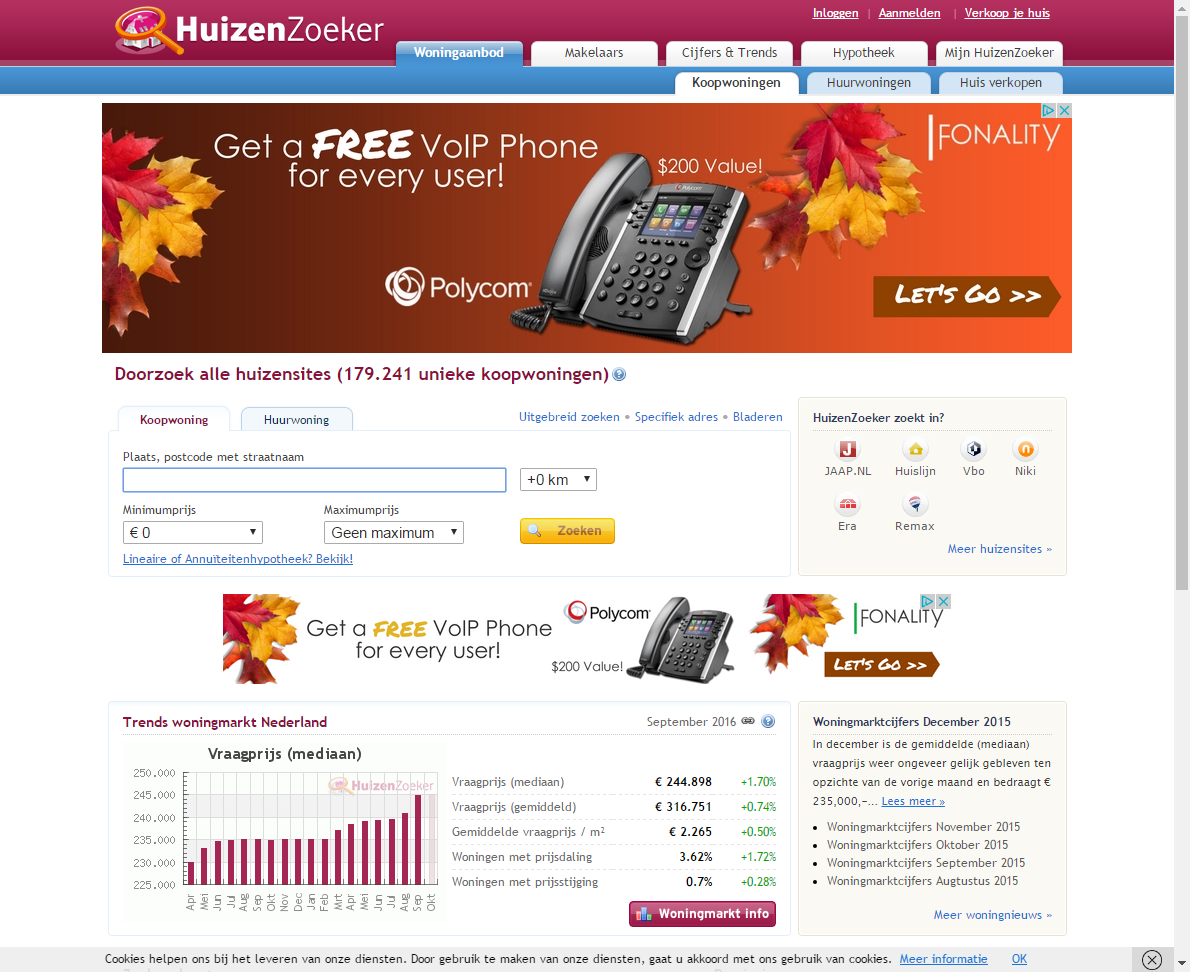 Inloggen | Aanmelden | Verkoop je huis
HuizenZoeker
Woningaanbod
Makelaars
Cijfers & Trends
Hypotheek
Mijn HuizenZoeker
Koopwoningen
Huurwoningen
Huis verkopen
Get a FREE VoIP Phone
for every user!
$200 Value!
FONALITY
Polycom
LET'S GO >>
Doorzoek alle huizensites (179.241 unieke koopwoningen)
Koopwoning
Huurwoning
Uitgebreid zoeken • Specifiek adres • Bladeren
Plaats, postcode met straatnaam
+0 km
Minimumprijs
Maximumprijs
€ 0
Geen maximum
Zoeken
Lineaire of Annuïteitenhypotheek? Bekijk!
HuizenZoeker zoekt in?
JAAP.NL
Huislijn
Vbo
Niki
Era
Remax
Meer huizensites »
Get a FREE VoIP Phone
for every user!
Polycom
$200 Value!
FONALITY
LET'S GO >>
Trends woningmarkt Nederland
September 2016
Vraagprijs (mediaan)
HuizenZoeker
250.000
245.000
240.000
235.000
230.000
225.000
Apr Mei Jun Jul Aug Sep Okt Nov Dec Jan Feb Mrt Apr Mei Jun Jul Aug Sep Okt
Vraagprijs (mediaan) € 244.898 +1.70%
Vraagprijs (gemiddeld) € 316.751 +0.74%
Gemiddelde vraagprijs / m² € 2.265 +0.50%
Woningen met prijsdaling 3.62% +1.72%
Woningen met prijsstijging 0.7% +0.28%
Woningmarkt info
Woningmarktcijfers December 2015
In december is de gemiddelde (mediaan)
vraagprijs weer ongeveer gelijk gebleven ten
opzichte van de vorige maand en bedraagt €
235,000,-... Lees meer »
Woningmarktcijfers November 2015
Woningmarktcijfers Oktober 2015
Woningmarktcijfers September 2015
Woningmarktcijfers Augtustus 2015
Meer woningnieuws »
Cookies helpen ons bij het leveren van onze diensten. Door gebruik te maken van onze diensten, gaat u akkoord met ons gebruik van cookies. Meer informatie OK